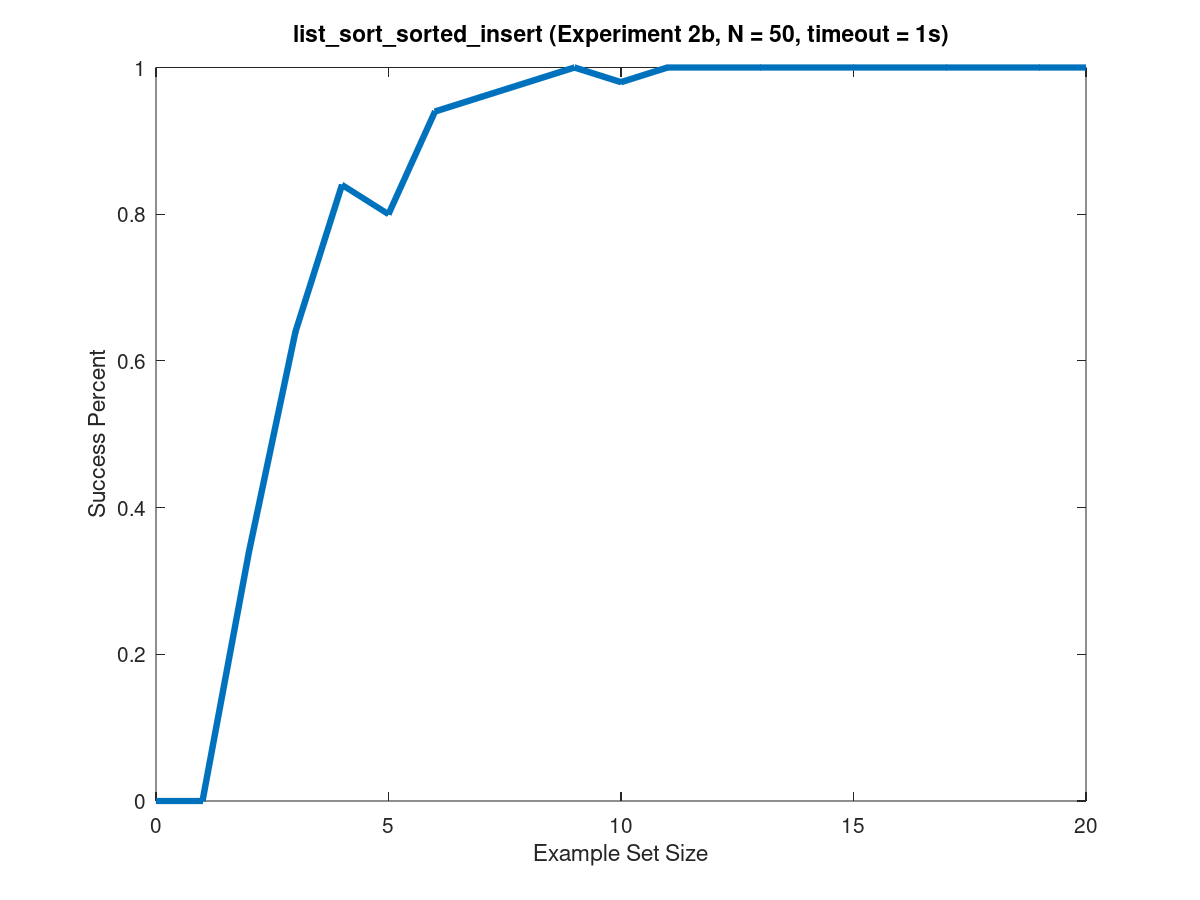 list_sort_sorted_insert (Experiment 2b, N = 50, timeout = 1s)
1
0.8
0.6
0.4
0.2
0
Success Percent
0 5 10 15 20
Example Set Size